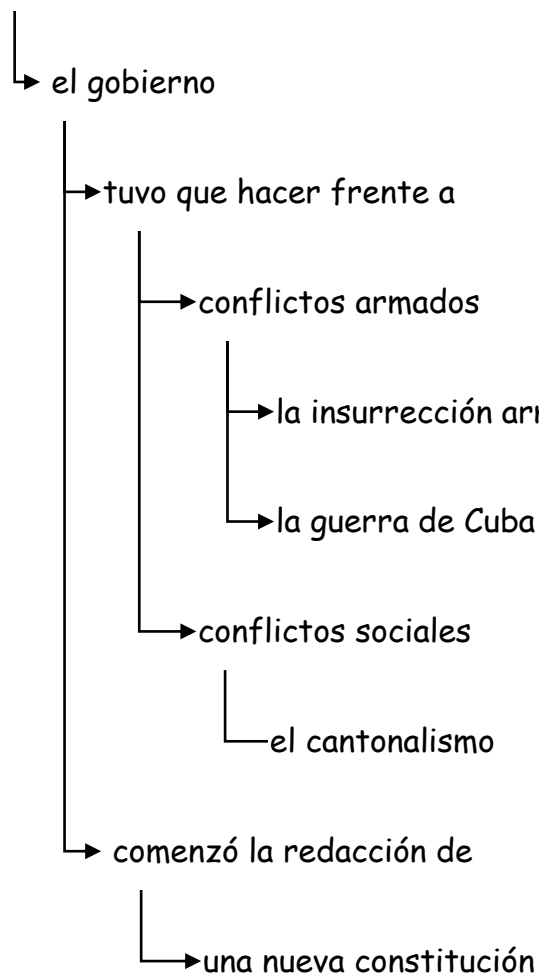 el gobierno
tuvo que hacer frente a
conflictos armados
la insurrección
la guerra de Cuba
conflictos sociales
el cantonalismo
comenzó la redacción de
una nueva constitución